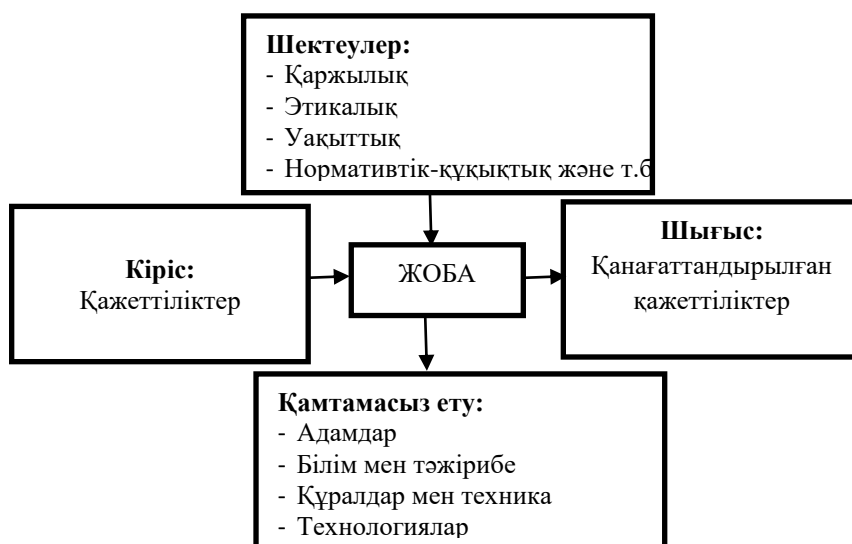 Шектеулер:
- Қаржылық
- Этикалық
- Уақыттық
- Нормативтік-құқықтық және т.б
Кіріс:
Қажеттіліктер
ЖОБА
Шығыс:
Қанағаттандырылған
қажеттіліктер
Қамтамасыз ету:
- Адамдар
- Білім мен тәжірибе
- Құралдар мен техника
- Технологиялар